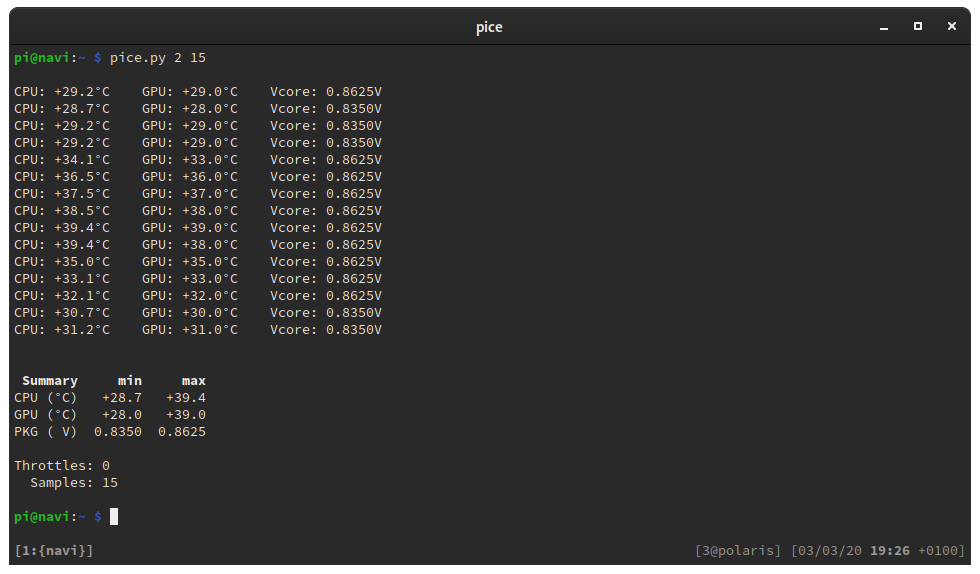 pice
pi@navi:~ $ pice.py 2 15
CPU: +29.2°C    GPU: +29.0°C    Vcore: 0.8625V
CPU: +28.7°C    GPU: +28.0°C    Vcore: 0.8350V
CPU: +29.2°C    GPU: +29.0°C    Vcore: 0.8350V
CPU: +29.2°C    GPU: +29.0°C    Vcore: 0.8350V
CPU: +34.1°C    GPU: +33.0°C    Vcore: 0.8625V
CPU: +36.5°C    GPU: +36.0°C    Vcore: 0.8625V
CPU: +37.5°C    GPU: +37.0°C    Vcore: 0.8625V
CPU: +38.5°C    GPU: +38.0°C    Vcore: 0.8625V
CPU: +39.4°C    GPU: +39.0°C    Vcore: 0.8625V
CPU: +39.4°C    GPU: +38.0°C    Vcore: 0.8625V
CPU: +35.0°C    GPU: +35.0°C    Vcore: 0.8625V
CPU: +33.1°C    GPU: +33.0°C    Vcore: 0.8625V
CPU: +32.1°C    GPU: +32.0°C    Vcore: 0.8625V
CPU: +30.7°C    GPU: +30.0°C    Vcore: 0.8350V
CPU: +31.2°C    GPU: +31.0°C    Vcore: 0.8350V
 Summary     min     max
CPU (°C)   +28.7   +39.4
GPU (°C)   +28.0   +39.0
PKG ( V)  0.8350  0.8625
Throttles: 0
  Samples: 15
pi@navi:~ $
[1:{navi}] [3@polaris] [03/03/20 19:26 +0100]